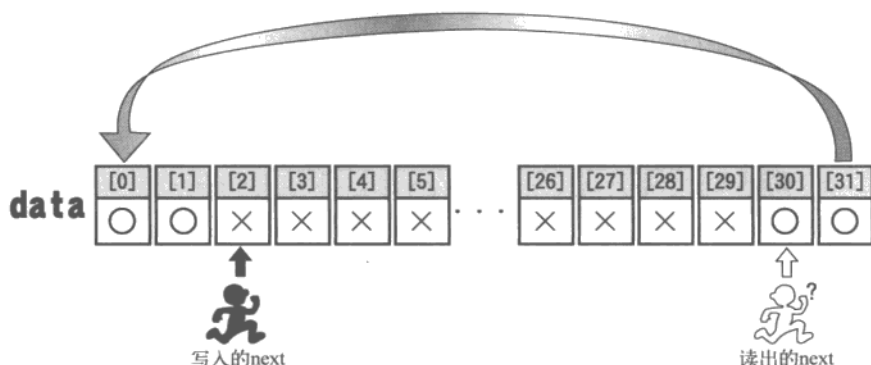 [0] [1] [2] [3] [4] [5] [26] [27] [28] [29] [30] [31]
data ○ ○ × × × × · · · × × × × ○ ○
?
写入的next 读出的next